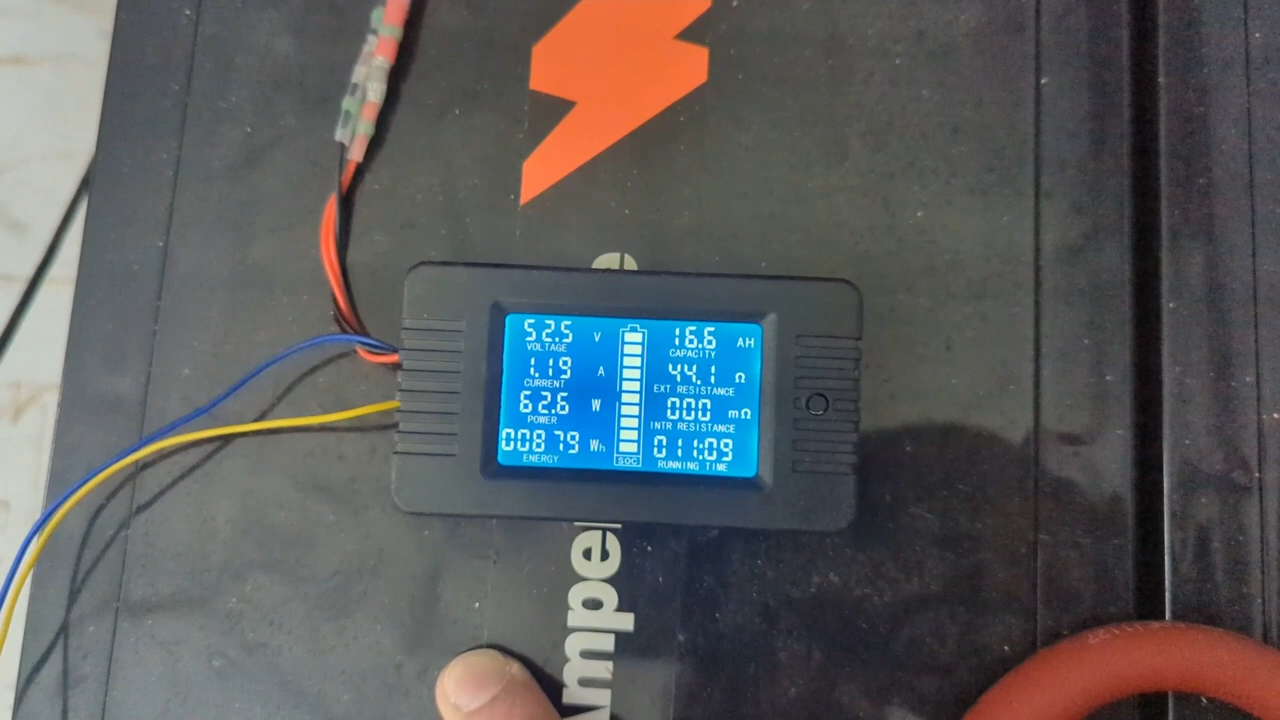 52.5 V
VOLTAGE
1.19 A
CURRENT
62.6 W
POWER
00879 Wh
ENERGY
SOC
16.6 AH
CAPACITY
44.1 Ω
EXT RESISTANCE
000 mΩ
INTR RESISTANCE
011:09
RUNNING TIME
Ampe
e